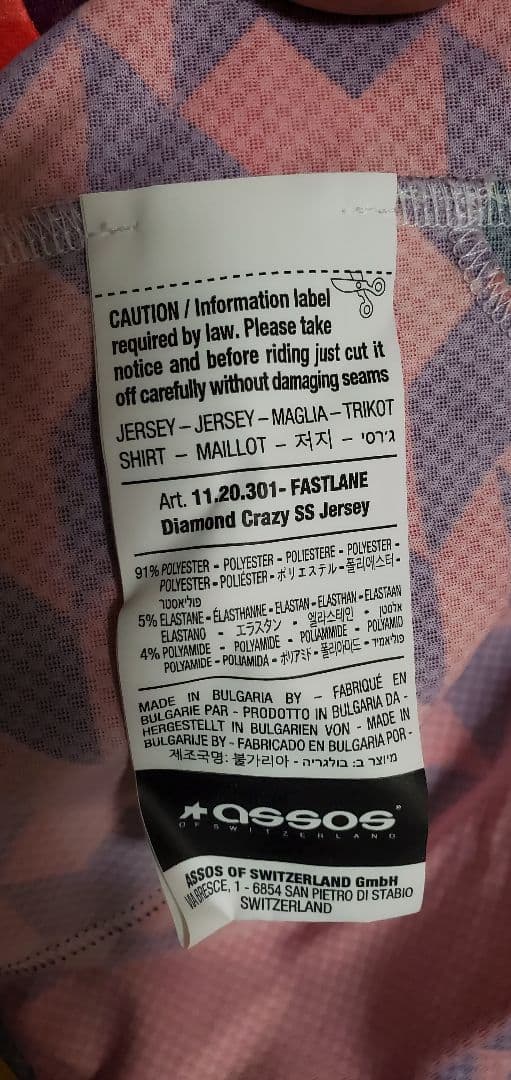 CAUTION / Information label
required by law. Please take
notice and before riding just cut it
off carefully without damaging seams
JERSEY – JERSEY – MAGLIA – TRIKOT
SHIRT – MAILLOT – 저지 – ג'רסי
Art. 11.20.301- FASTLANE
Diamond Crazy SS Jersey
91% POLYESTER - POLYESTER - POLIESTERE - POLYESTER -
POLYESTER - POLIÉSTER - ポリエステル - 폴리에스터 -
פוליאסטר
5% ELASTANE - ÉLASTHANNE - ELASTAN - ELASTHAN - ELASTAAN
ELASTANO - エラスタン - 엘라스테인 - אלסטן
4% POLYAMIDE - POLYAMIDE - POLIAMMIDE - POLYAMID
POLYAMIDE - POLIAMIDA - ポリアミド - 폴리아미드 - פוליאמיד
MADE IN BULGARIA BY – FABRIQUÉ EN
BULGARIE PAR - PRODOTTO IN BULGARIA DA -
HERGESTELLT IN BULGARIEN VON - MADE IN
BULGARIJE BY - FABRICADO EN BULGARIA POR -
제조국명: 불가리아 - מיוצר ב: בולגריה
assos®
OF SWITZERLAND
ASSOS OF SWITZERLAND GmbH
VIA BRESCE, 1 - 6854 SAN PIETRO DI STABIO
SWITZERLAND